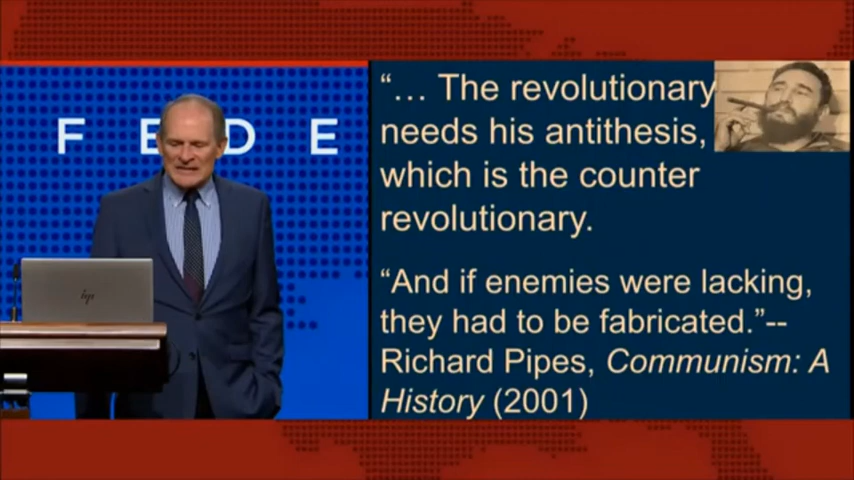 F E D E
hp
“… The revolutionary
needs his antithesis,
which is the counter
revolutionary.
“And if enemies were lacking,
they had to be fabricated.”--
Richard Pipes, Communism: A
History (2001)